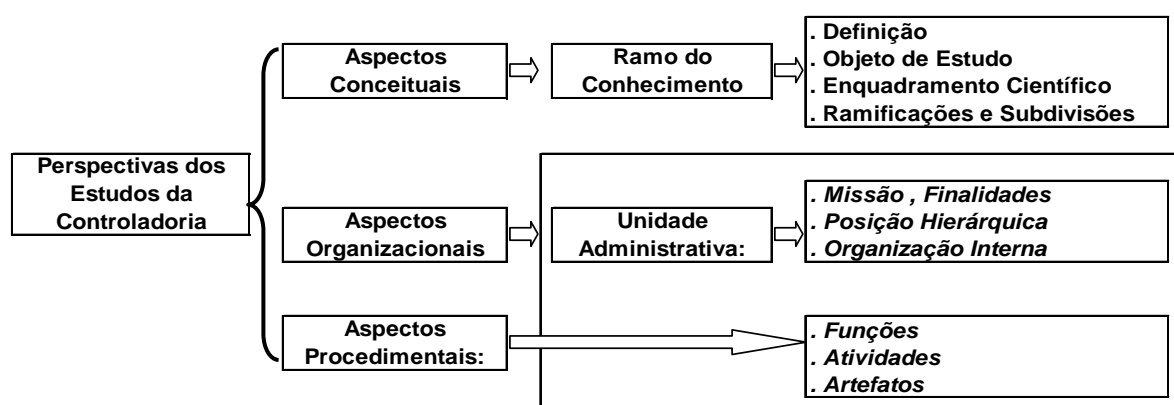 Perspectivas dos
Estudos da
Controladoria
Aspectos
Conceituais
Ramo do
Conhecimento
. Definição
. Objeto de Estudo
. Enquadramento Científico
. Ramificações e Subdivisões
Aspectos
Organizacionais
Unidade
Administrativa:
. Missão , Finalidades
. Posição Hierárquica
. Organização Interna
Aspectos
Procedimentais:
. Funções
. Atividades
. Artefatos